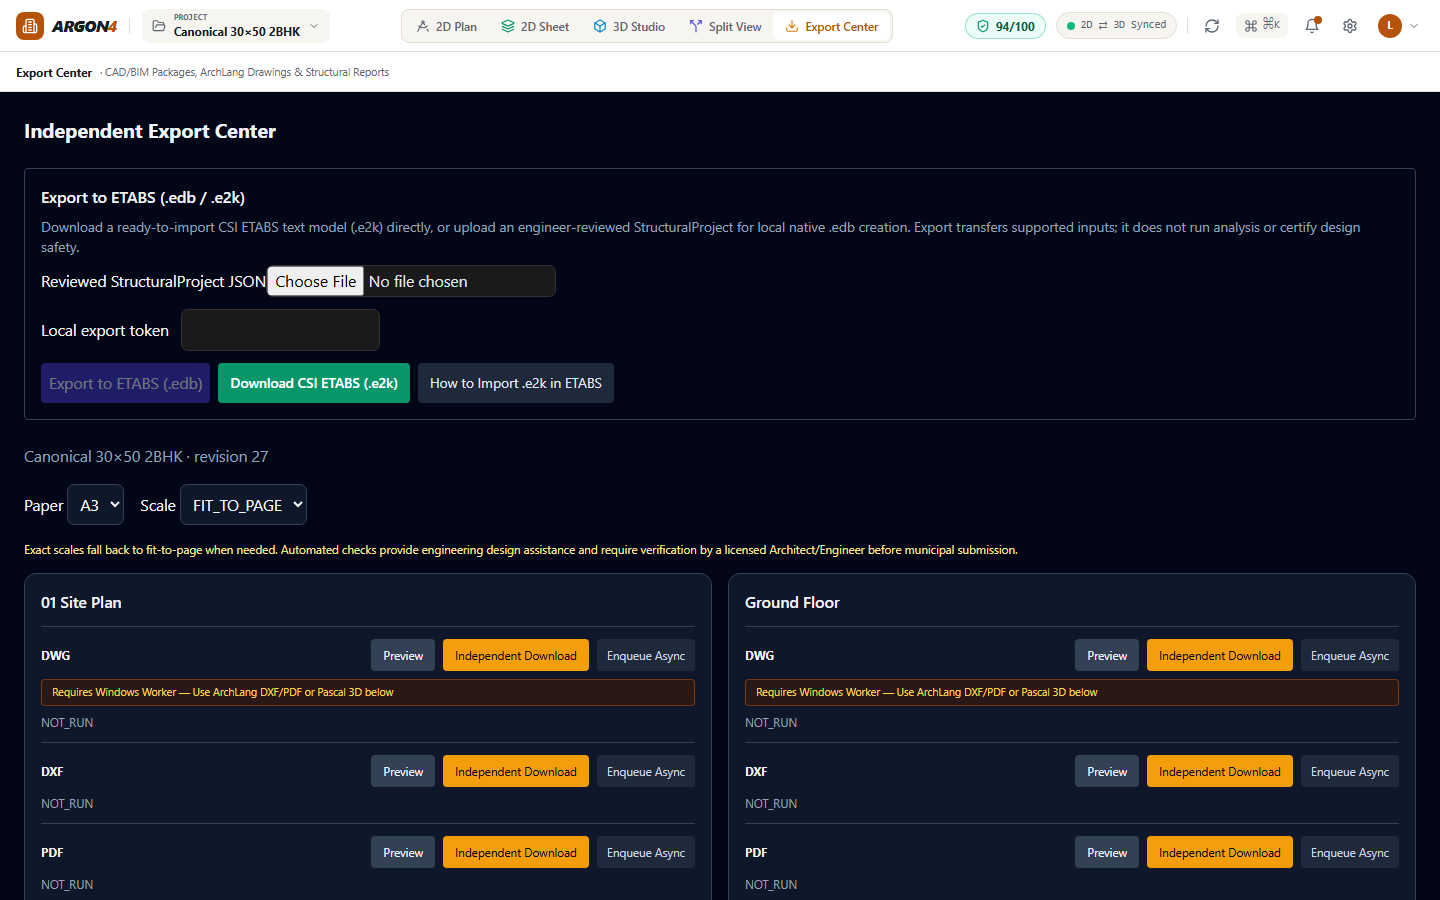 ARGON4
PROJECT
Canonical 30×50 2BHK
2D Plan
2D Sheet
3D Studio
Split View
Export Center
94/100
2D ⇄ 3D Synced
⌘ ⌘K
L
Export Center · CAD/BIM Packages, ArchLang Drawings & Structural Reports
Independent Export Center
Export to ETABS (.edb / .e2k)
Download a ready-to-import CSI ETABS text model (.e2k) directly, or upload an engineer-reviewed StructuralProject for local native .edb creation. Export transfers supported inputs; it does not run analysis or certify design
safety.
Reviewed StructuralProject JSON Choose File No file chosen
Local export token
Export to ETABS (.edb) Download CSI ETABS (.e2k) How to Import .e2k in ETABS
Canonical 30×50 2BHK · revision 27
Paper A3 Scale FIT_TO_PAGE
Exact scales fall back to fit-to-page when needed. Automated checks provide engineering design assistance and require verification by a licensed Architect/Engineer before municipal submission.
01 Site Plan
DWG Preview Independent Download Enqueue Async
Requires Windows Worker — Use ArchLang DXF/PDF or Pascal 3D below
NOT_RUN
DXF Preview Independent Download Enqueue Async
NOT_RUN
PDF Preview Independent Download Enqueue Async
NOT_RUN
Ground Floor
DWG Preview Independent Download Enqueue Async
Requires Windows Worker — Use ArchLang DXF/PDF or Pascal 3D below
NOT_RUN
DXF Preview Independent Download Enqueue Async
NOT_RUN
PDF Preview Independent Download Enqueue Async
NOT_RUN